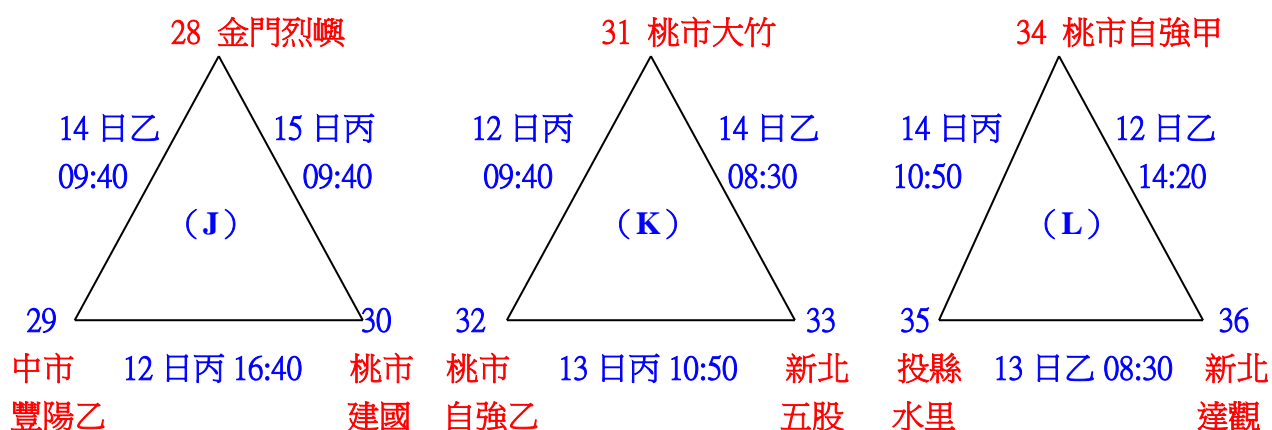 28 金門烈嶼
14 日乙
09:40
15 日丙
09:40
（J）
29
30
中市
豐陽乙
12 日丙 16:40
桃市
建國
31 桃市大竹
12 日丙
09:40
14 日乙
08:30
（K）
32
33
桃市
自強乙
13 日丙 10:50
新北
五股
34 桃市自強甲
14 日丙
10:50
12 日乙
14:20
（L）
35
36
投縣
水里
13 日乙 08:30
新北
達觀